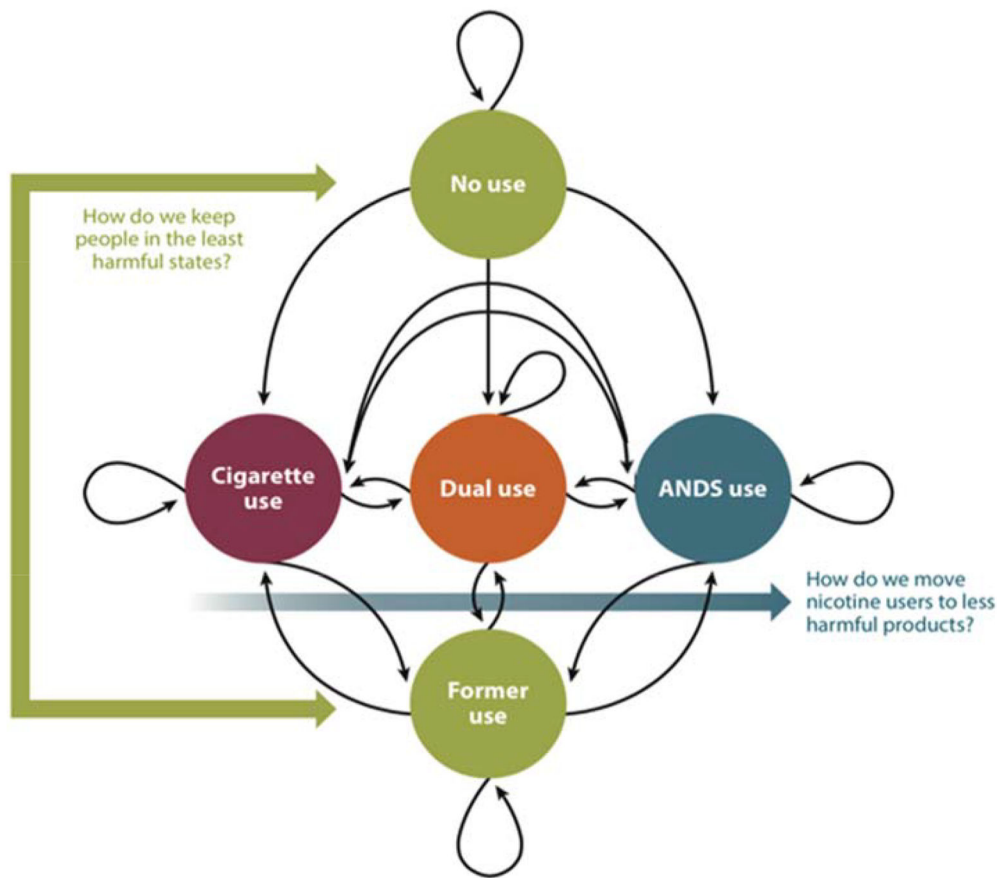 No use
How do we keep
people in the least
harmful states?
Cigarette
use
Dual use
ANDS use
How do we move
nicotine users to less
harmful products?
Former
use